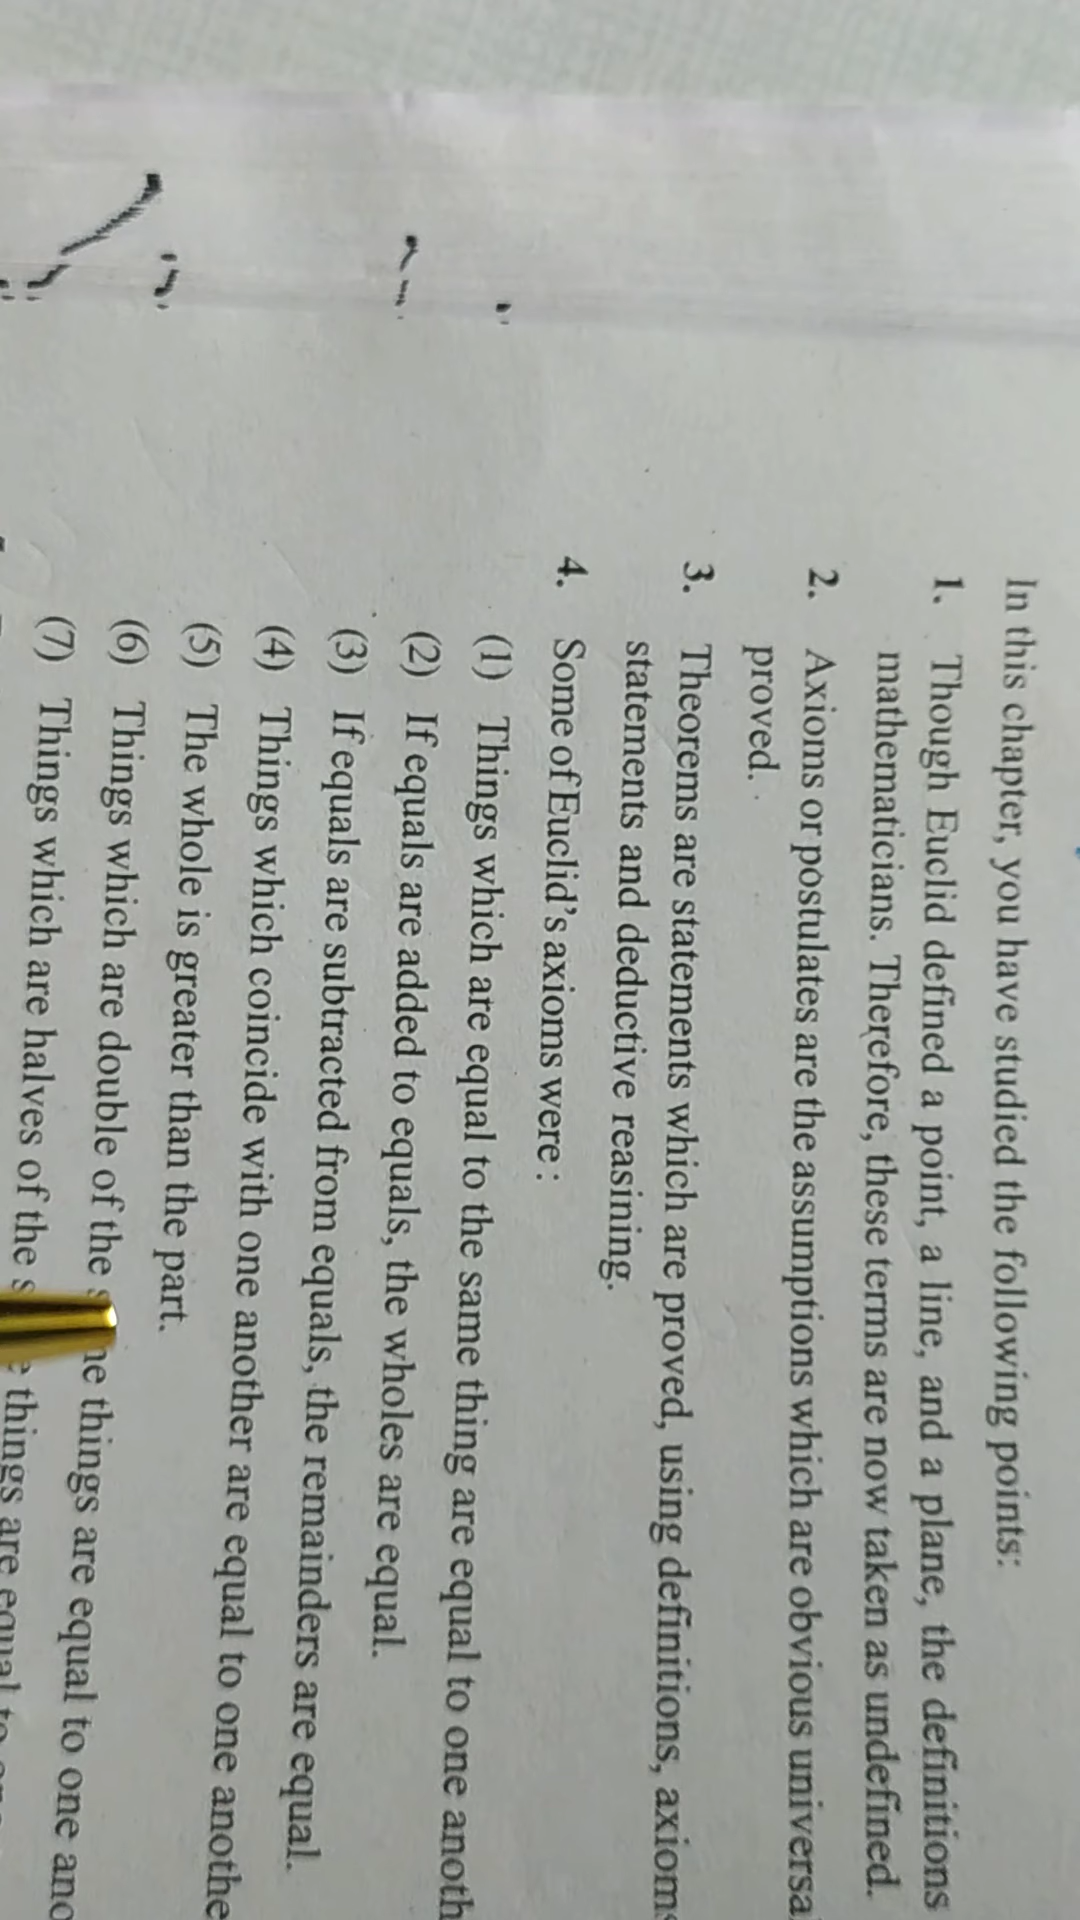 In this chapter, you have studied the following points:
1. Though Euclid defined a point, a line, and a plane, the definitions
mathematicians. Therefore, these terms are now taken as undefined.
2. Axioms or postulates are the assumptions which are obvious
proved.
3. Theorems are statements which are proved, using definitions,
statements and deductive reasining.
4. Some of Euclid's axioms were :
(1) Things which are equal to the same thing are equal to one
(2) If equals are added to equals, the wholes are equal.
(3) If equals are subtracted from equals, the remainders are equal.
(4) Things which coincide with one another are equal to one
(5) The whole is greater than the part.
(6) Things which are double of the things are equal to one
(7) Things which are halves of the things are equal